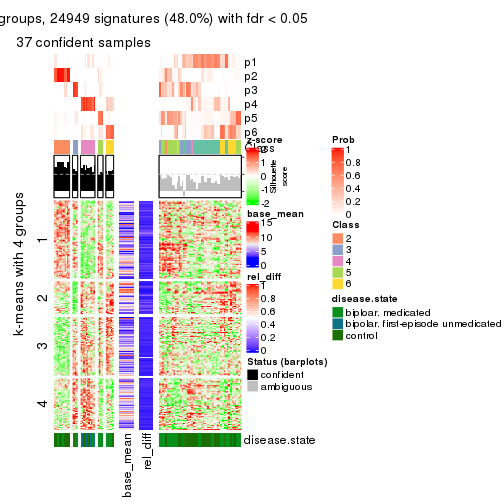 groups, 24949 signatures (48.0%) with fdr < 0.05
37 confident samples
p1
p2
p3
p4
p5
p6
Class
Silhouette
score
k-means with 4 groups
1
2
3
4
base_mean
rel_diff
disease.state
z-score
2
1
0
-1
-2
base_mean
15
10
5
0
rel_diff
1
0.8
0.6
0.4
0.2
0
Status (barplots)
confident
ambiguous
Prob
1
0.8
0.6
0.4
0.2
0
Class
2
3
4
5
6
disease.state
bipolar, medicated
bipolar, first-episode unmedicated
control